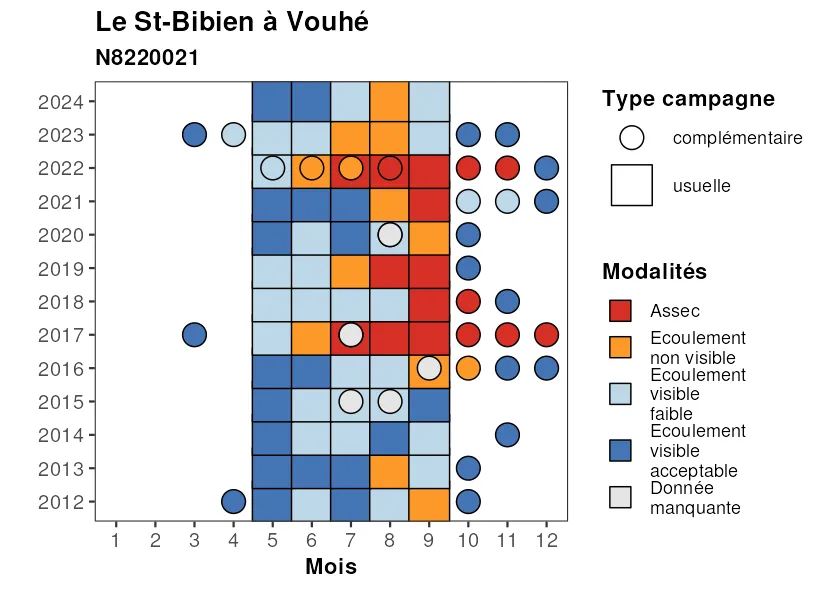 Le St-Bibien à Vouhé
N8220021
2024
2023
2022
2021
2020
2019
2018
2017
2016
2015
2014
2013
2012
1 2 3 4 5 6 7 8 9 10 11 12
Mois
Type campagne
complémentaire
usuelle
Modalités
Assec
Ecoulement
non visible
Ecoulement
visible
faible
Ecoulement
visible
acceptable
Donnée
manquante